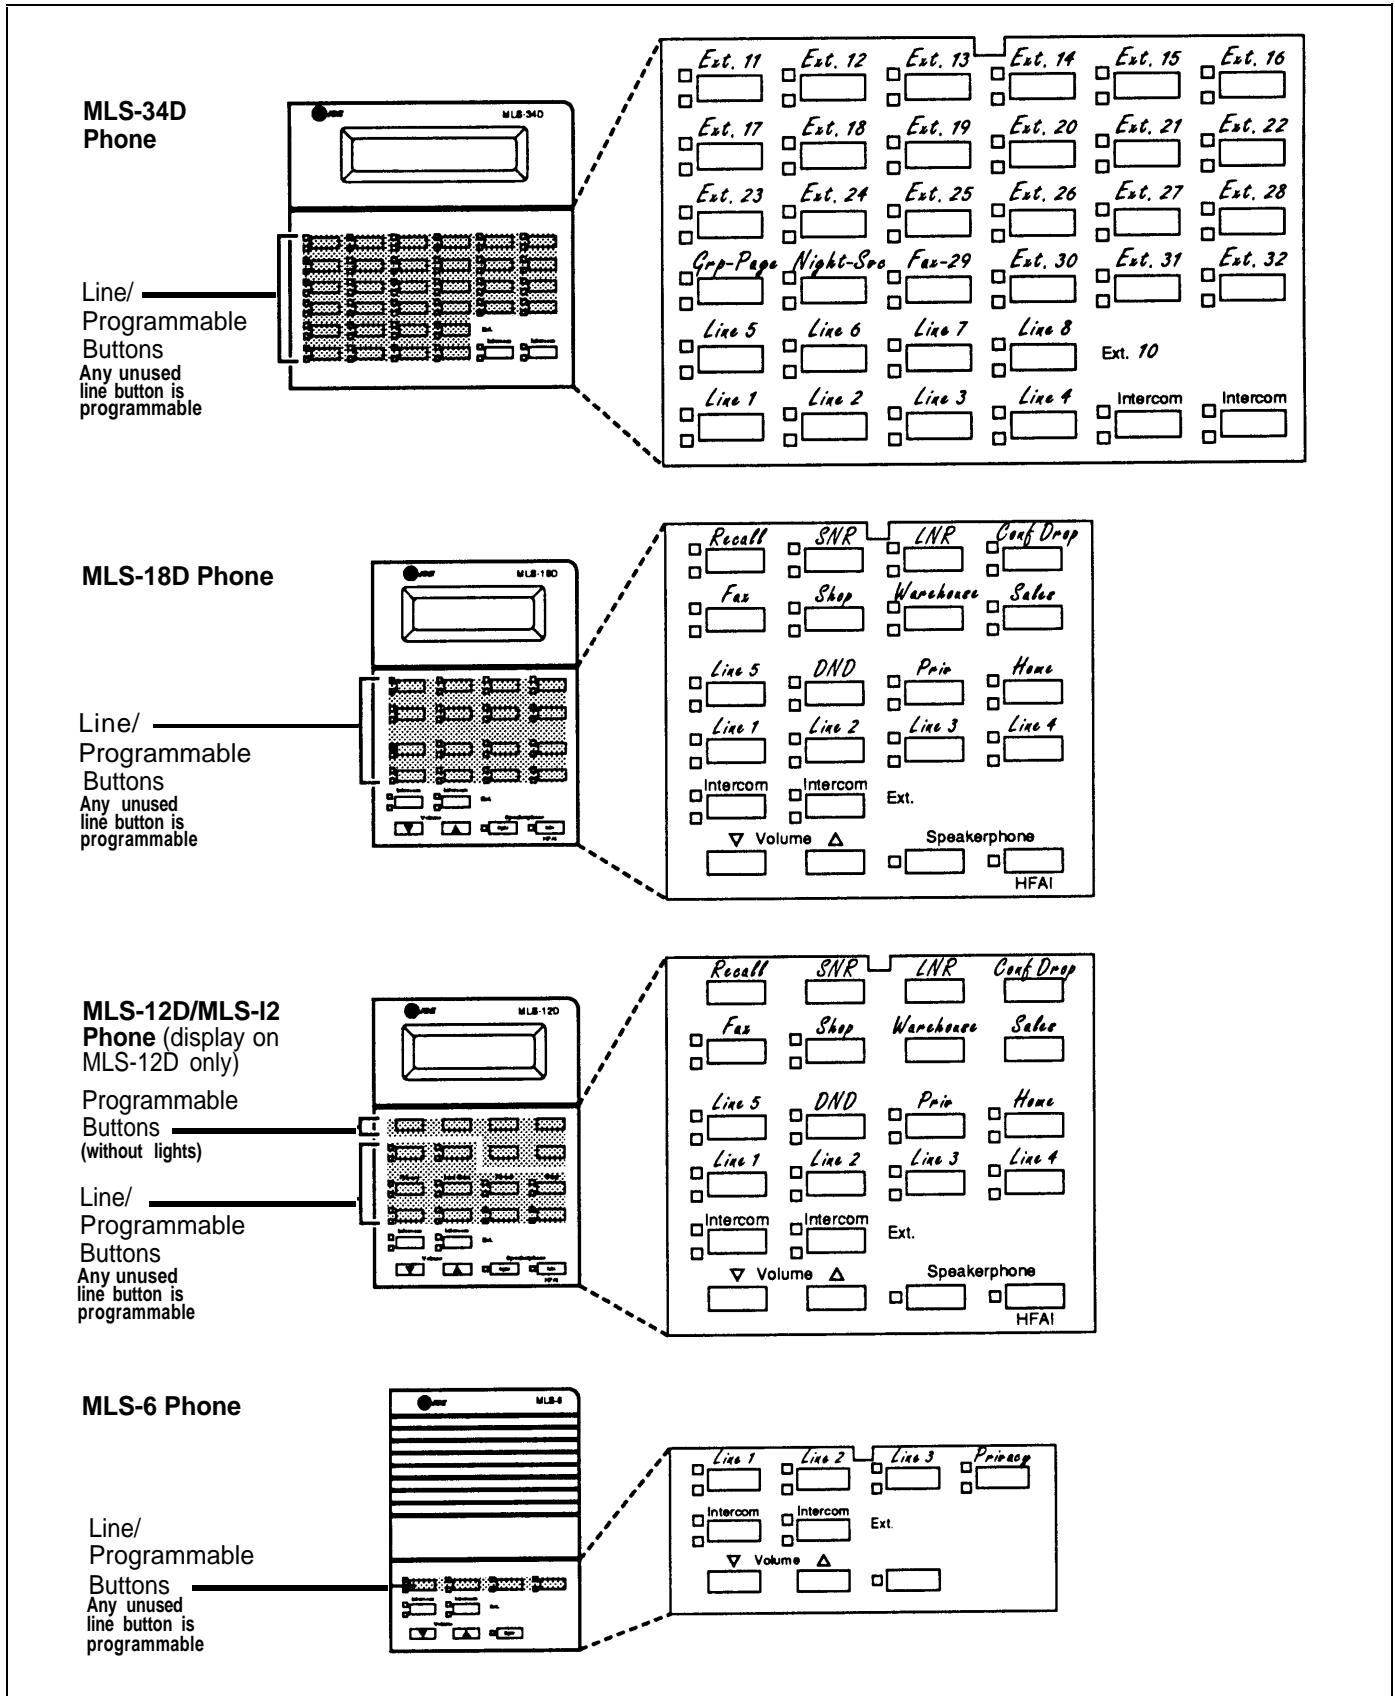 MLS-34D
Phone
MLS-34D
Line/
Programmable
Buttons
Any unused
line button is
programmable
Ext. 11 Ext. 12 Ext. 13 Ext. 14 Ext. 15 Ext. 16
Ext. 17 Ext. 18 Ext. 19 Ext. 20 Ext. 21 Ext. 22
Ext. 23 Ext. 24 Ext. 25 Ext. 26 Ext. 27 Ext. 28
Grp-Page Night-Svc Fax-29 Ext. 30 Ext. 31 Ext. 32
Line 5 Line 6 Line 7 Line 8 Ext. 10
Line 1 Line 2 Line 3 Line 4 Intercom Intercom
MLS-18D Phone
MLS-18D
Line/
Programmable
Buttons
Any unused
line button is
programmable
Recall SNR LNR Conf Drop
Fax Shop Warehouse Sales
Line 5 DND Priv Home
Line 1 Line 2 Line 3 Line 4
Intercom Intercom Ext.
Volume Speakerphone
HFAI
MLS-12D/MLS-I2
Phone (display on
MLS-12D only)
MLS-12D
Programmable
Buttons
(without lights)
Line/
Programmable
Buttons
Any unused
line button is
programmable
Recall SNR LNR Conf Drop
Fax Shop Warehouse Sales
Line 5 DND Priv Home
Line 1 Line 2 Line 3 Line 4
Intercom Intercom Ext.
Volume Speakerphone
HFAI
MLS-6 Phone
MLS-6
Line/
Programmable
Buttons
Any unused
line button is
programmable
Line 1 Line 2 Line 3 Privacy
Intercom Intercom Ext.
Volume